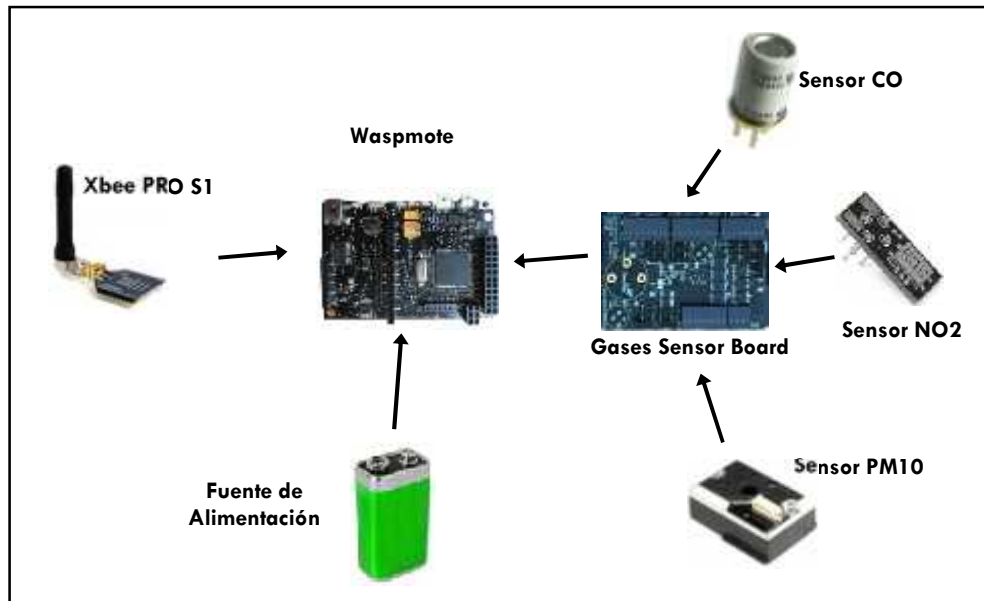 Sensor CO
Waspmote
Xbee PRO S1
Sensor NO2
Gases Sensor Board
Sensor PM10
Fuente de
Alimentación